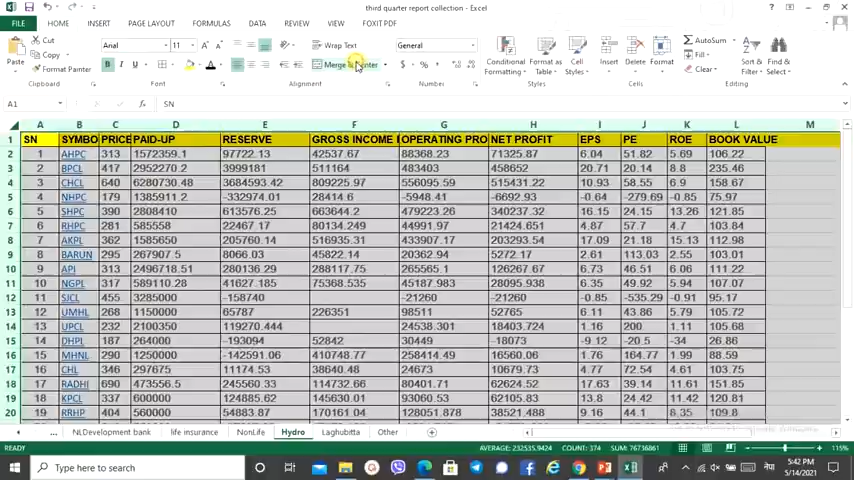 third quarter report collection - Excel
FILE HOME INSERT PAGE LAYOUT FORMULAS DATA REVIEW VIEW FOXIT PDF
Cut
Copy
Format Painter
Paste
Arial 11
Wrap Text
Merge & Center
General
Conditional Formatting
Format as Table
Cell Styles
Insert Delete Format
AutoSum
Fill
Clear
Sort & Filter
Find & Select
Clipboard Font Alignment Number Styles Cells Editing
A1 SN
A B C D E F G H I J K L M
1 SN SYMBO PRICE PAID-UP RESERVE GROSS INCOME I OPERATING PRO NET PROFIT EPS PE ROE BOOK VALUE
2 1 AHPC 313 1572359.1 97722.13 42537.67 88368.23 71325.87 6.04 51.82 5.69 106.22
3 2 BPCL 417 2952270.2 3999181 511164 483403 458652 20.71 20.14 8.8 235.46
4 3 CHCL 640 6280730.48 3684593.42 809225.97 556095.59 515431.22 10.93 58.55 6.9 158.67
5 4 NHPC 179 1385911.2 -332974.01 28414.6 -5948.41 -6692.93 -0.64 -279.69 -0.85 75.97
6 5 SHPC 390 2808410 613576.25 663644.2 479223.26 340237.32 16.15 24.15 13.26 121.85
7 6 RHPC 281 585558 22467.17 80134.249 44991.97 21424.651 4.87 57.7 4.7 103.84
8 7 AKPL 362 1585650 205760.14 516935.31 433907.17 203293.54 17.09 21.18 15.13 112.98
9 8 BARUN 295 267907.5 8066.03 45822.14 20362.94 5272.17 2.61 113.03 2.55 103.01
10 9 API 313 2496718.51 280136.29 288117.75 265565.1 126267.67 6.73 46.51 6.06 111.22
11 10 NGPL 317 589110.28 41627.185 75368.535 45187.983 28095.938 6.35 49.92 5.94 107.07
12 11 SJCL 455 3285000 -158740 -21260 -21260 -0.85 -535.29 -0.91 95.17
13 12 UMHL 268 1150000 65787 226351 98511 52765 6.11 43.86 5.79 105.72
14 13 UPCL 232 2100350 119270.444 24538.301 18403.724 1.16 200 1.11 105.68
15 14 DHPL 187 264000 -193094 52842 30449 -18073 -9.12 -20.5 -34 26.86
16 15 MHNL 290 1250000 -142591.06 410748.77 258414.49 16560.06 1.76 164.77 1.99 88.59
17 16 CHL 346 297675 11174.53 38640.48 24673 10679.73 4.77 72.54 4.61 103.75
18 17 RADHI 430 473556.5 245560.33 114732.66 80401.71 62624.52 17.63 39.14 11.61 151.85
19 18 KPCL 337 600000 124885.62 145630.01 93060.53 62105.83 13.8 24.42 11.42 120.81
20 19 RRHP 404 560000 54883.87 170161.04 128051.878 38521.488 9.16 44.1 8.35 109.8
... NLDevelopment bank life insurance NonLife Hydro Laghubitta Other
READY AVERAGE: 232535.9424 COUNT: 374 SUM: 76736861 115%
Type here to search
नेपा
5:42 PM
5/14/2021